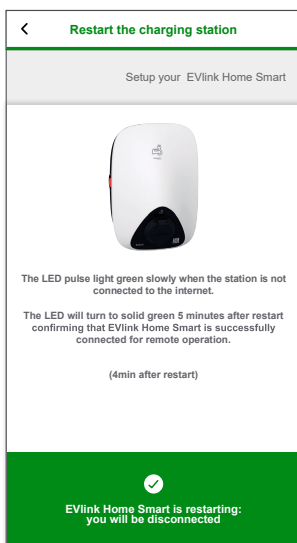 Restart the charging station
Setup your EVlink Home Smart
The LED pulse light green slowly when the station is not
connected to the internet.
The LED will turn to solid green 5 minutes after restart
confirming that EVlink Home Smart is successfully
connected for remote operation.
(4min after restart)
EVlink Home Smart is restarting:
you will be disconnected